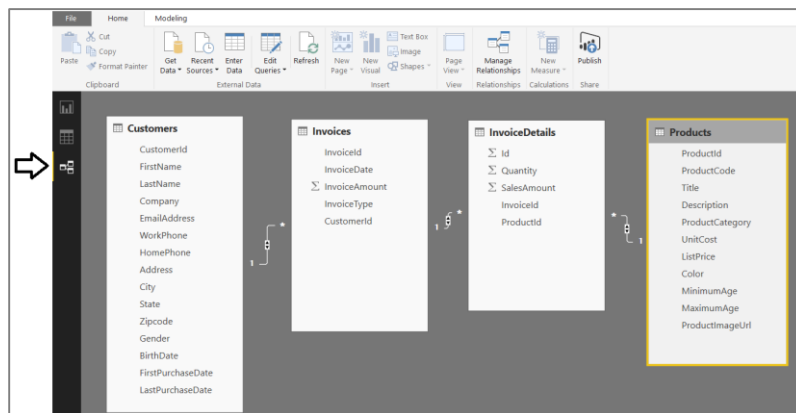 File Home Modeling
Paste
Cut
Copy
Format Painter
Clipboard
Get Data
Recent Sources
Enter Data
Edit Queries
External Data
Refresh
New Page
New Visual
Text Box
Image
Shapes
Insert
Page View
View
Manage Relationships
Relationships
New Measure
Calculations
Publish
Share
Customers
CustomerId
FirstName
LastName
Company
EmailAddress
WorkPhone
HomePhone
Address
City
State
Zipcode
Gender
BirthDate
FirstPurchaseDate
LastPurchaseDate
1
*
Invoices
InvoiceId
InvoiceDate
Σ InvoiceAmount
InvoiceType
CustomerId
1
*
InvoiceDetails
Σ Id
Σ Quantity
Σ SalesAmount
InvoiceId
ProductId
*
1
Products
ProductId
ProductCode
Title
Description
ProductCategory
UnitCost
ListPrice
Color
MinimumAge
MaximumAge
ProductImageUrl